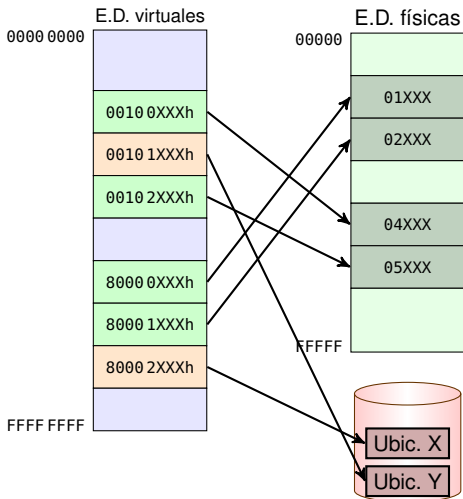 E.D. virtuales
0000 0000
0010 0XXXh
0010 1XXXh
0010 2XXXh
8000 0XXXh
8000 1XXXh
8000 2XXXh
FFFF FFFF
E.D. físicas
00000
01XXX
02XXX
04XXX
05XXX
FFFFF
Ubic. X
Ubic. Y